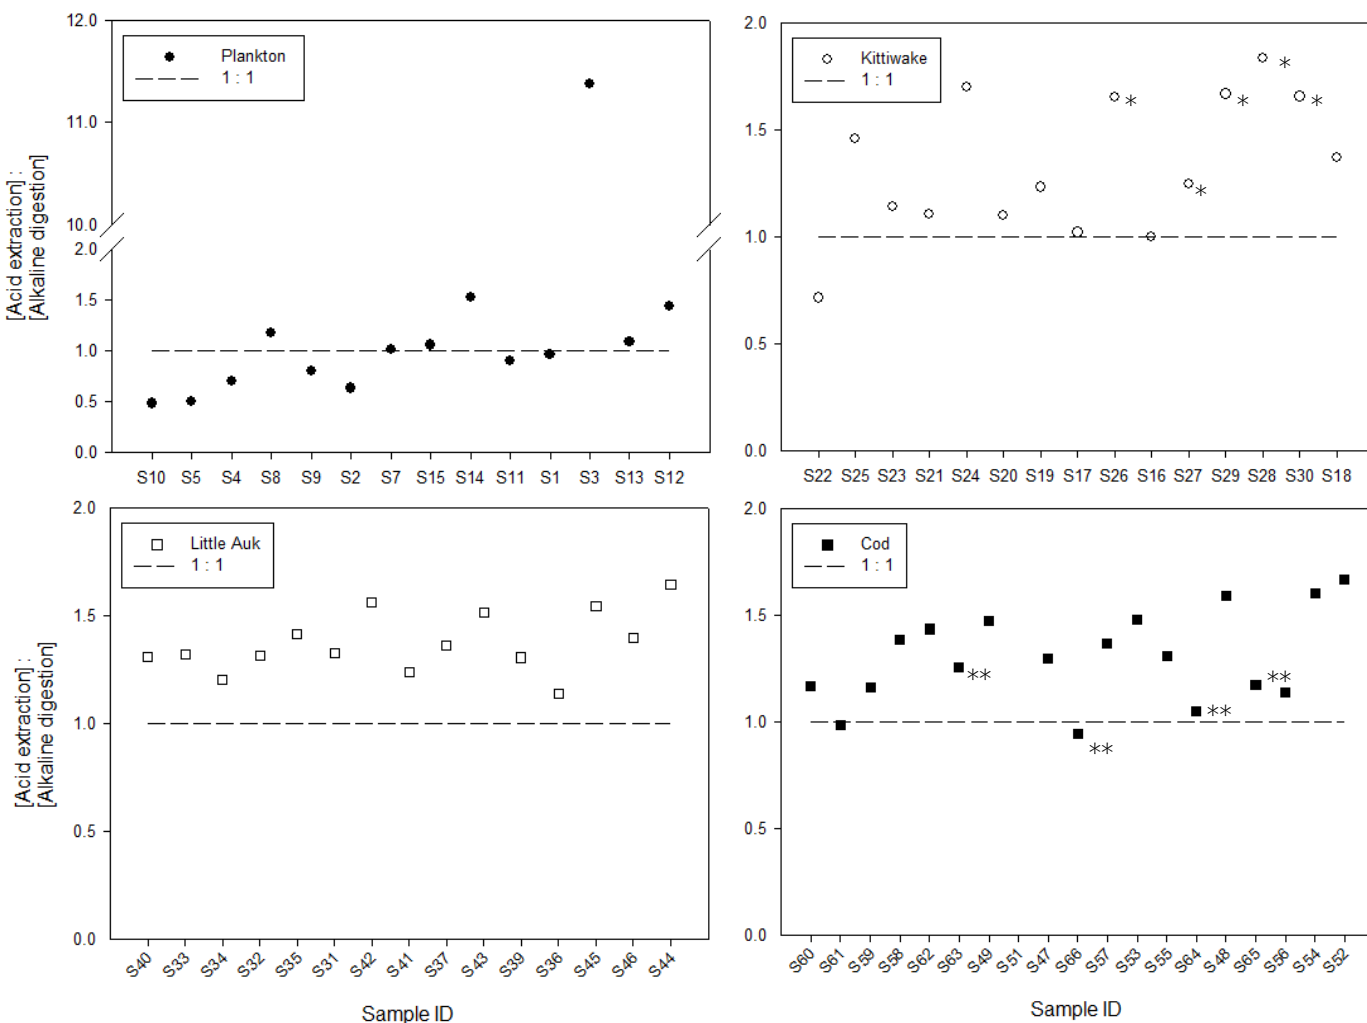 12.0
11.0
10.0
2.0
1.5
1.0
0.5
0.0
Plankton
1 : 1
S10 S5 S4 S8 S9 S2 S7 S15 S14 S11 S1 S3 S13 S12
[Acid extraction] :
[Alkaline digestion]
2.0
1.5
1.0
0.5
0.0
Kittiwake
1 : 1
* * * * *
S22 S25 S23 S21 S24 S20 S19 S17 S26 S16 S27 S29 S28 S30 S18
2.0
1.5
1.0
0.5
0.0
Little Auk
1 : 1
S40 S33 S34 S32 S35 S31 S42 S41 S37 S43 S39 S36 S45 S46 S44
[Acid extraction] :
[Alkaline digestion]
Sample ID
2.0
1.5
1.0
0.5
0.0
Cod
1 : 1
** ** ** **
S60 S61 S59 S58 S62 S63 S49 S51 S47 S66 S57 S53 S55 S64 S48 S65 S56 S54 S52
Sample ID